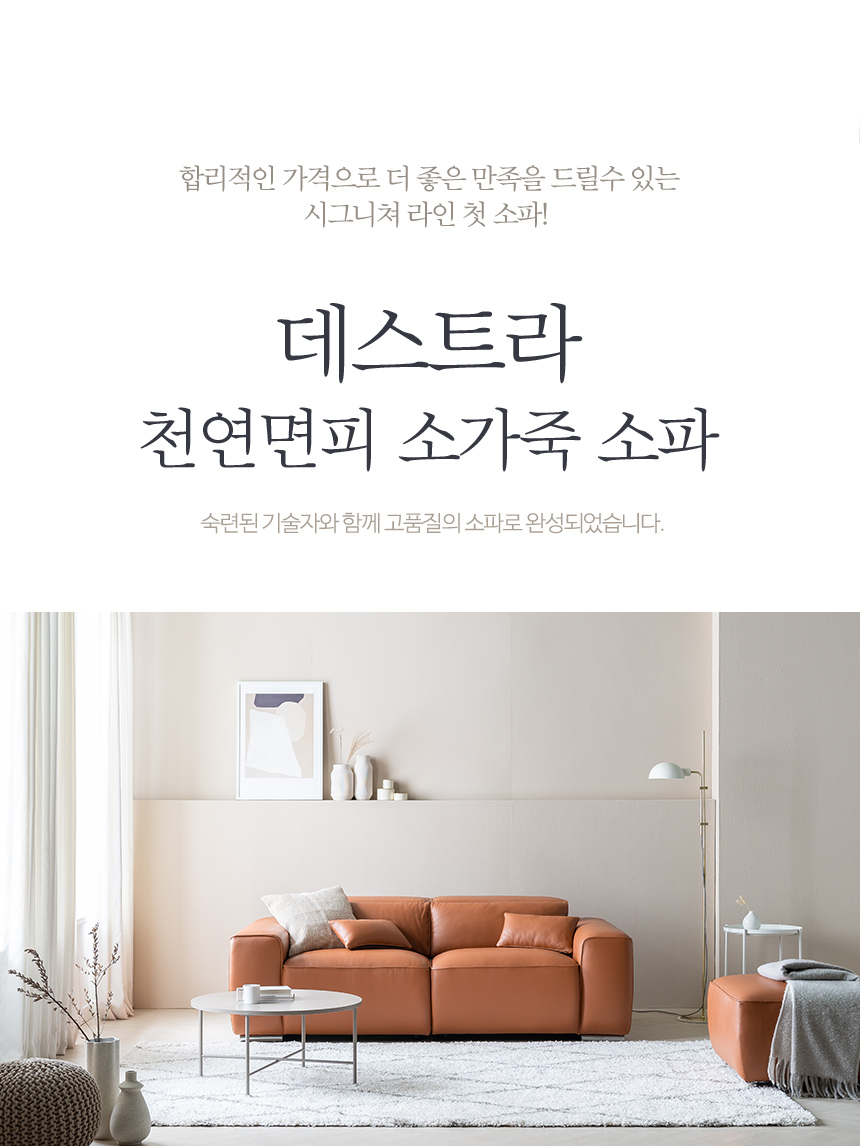 합리적인 가격으로 더 좋은 만족을 드릴수 있는
시그니쳐 라인 첫 소파!
데스트라
천연면피 소가죽 소파
숙련된 기술자와 함께 고품질의 소파로 완성되었습니다.